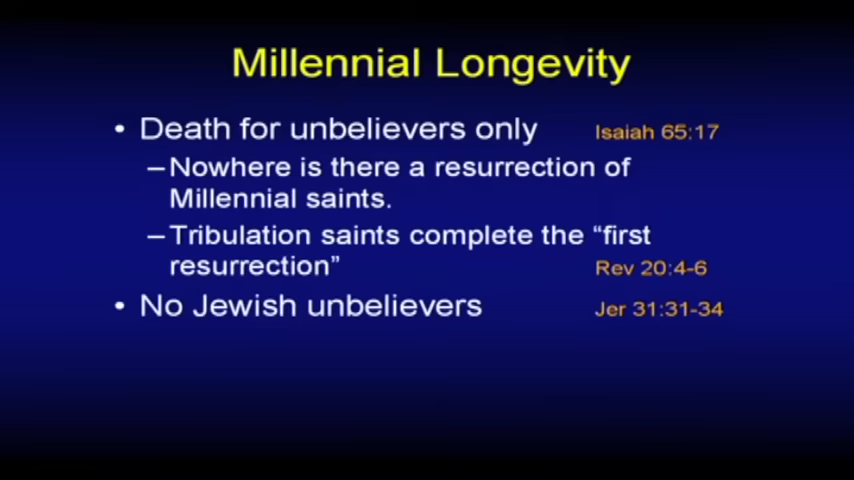 Millennial Longevity
• Death for unbelievers only Isaiah 65:17
–Nowhere is there a resurrection of
Millennial saints.
–Tribulation saints complete the “first
resurrection” Rev 20:4-6
• No Jewish unbelievers Jer 31:31-34